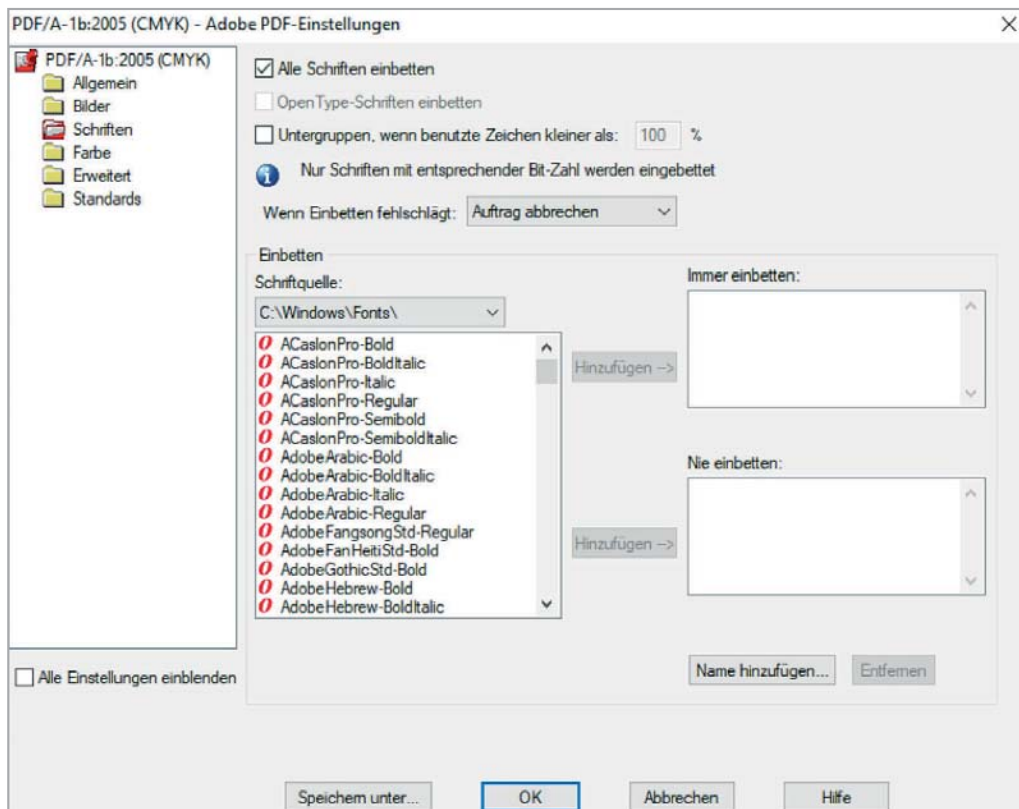 PDF/A-1b:2005 (CMYK) - Adobe PDF-Einstellungen
PDF/A-1b:2005 (CMYK)
Allgemein
Bilder
Schriften
Farbe
Erweitert
Standards
Alle Einstellungen einblenden
Alle Schriften einbetten
OpenType-Schriften einbetten
Untergruppen, wenn benutzte Zeichen kleiner als: 100 %
Nur Schriften mit entsprechender Bit-Zahl werden eingebettet
Wenn Einbetten fehlschlägt: Auftrag abbrechen
Einbetten
Schriftquelle:
C:\Windows\Fonts\
ACaslonPro-Bold
ACaslonPro-BoldItalic
ACaslonPro-Italic
ACaslonPro-Regular
ACaslonPro-Semibold
ACaslonPro-SemiboldItalic
AdobeArabic-Bold
AdobeArabic-BoldItalic
AdobeArabic-Italic
AdobeArabic-Regular
AdobeFangsongStd-Regular
AdobeFanHeitiStd-Bold
AdobeGothicStd-Bold
AdobeHebrew-Bold
AdobeHebrew-BoldItalic
Hinzufügen -->
Hinzufügen -->
Immer einbetten:
Nie einbetten:
Name hinzufügen... Entfernen
Speichern unter... OK Abbrechen Hilfe